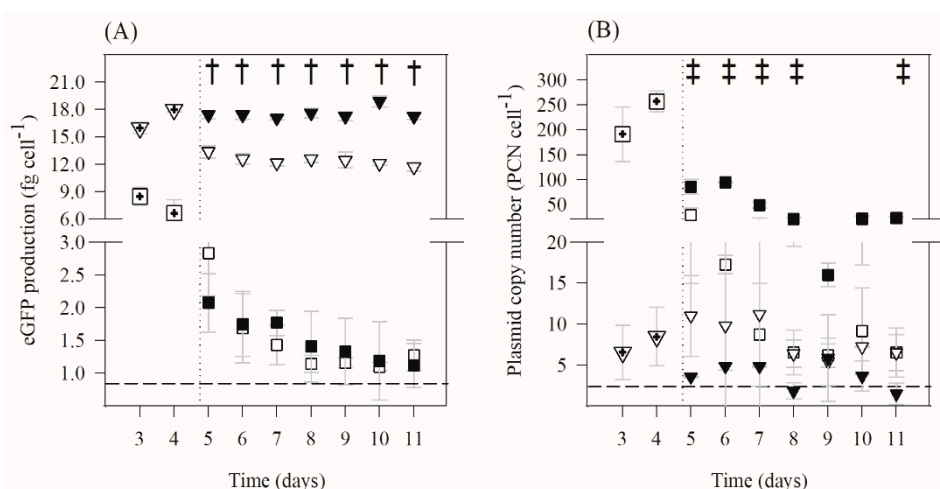 (A)
(B)
† † † † † † †
‡ ‡ ‡ ‡ ‡
eGFP production (fg cell⁻¹)
21.0
18.0
15.0
12.0
9.0
6.0
3.0
2.5
2.0
1.5
1.0
3 4 5 6 7 8 9 10 11
Time (days)
Plasmid copy number (PCN cell⁻¹)
300
250
200
150
100
50
20
15
10
5
3 4 5 6 7 8 9 10 11
Time (days)